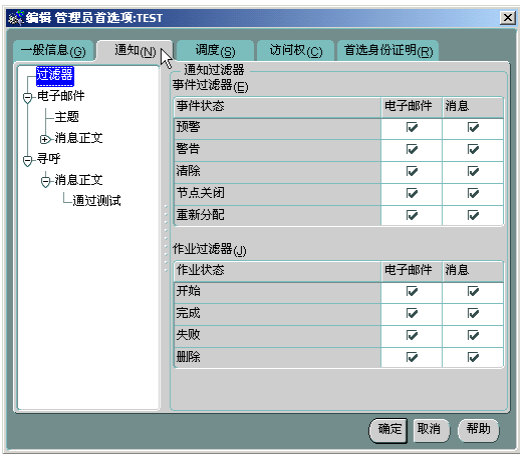 编辑 管理员首选项:TEST
一般信息(G)
通知(N)
调度(S)
访问权(C)
首选身份证明(R)
过滤器
电子邮件
主题
消息正文
寻呼
消息正文
通过测试
通知过滤器
事件过滤器(E)
事件状态 电子邮件 消息
预警
警告
清除
节点关闭
重新分配
作业过滤器(J)
作业状态 电子邮件 消息
开始
完成
失败
删除
确定 取消 帮助